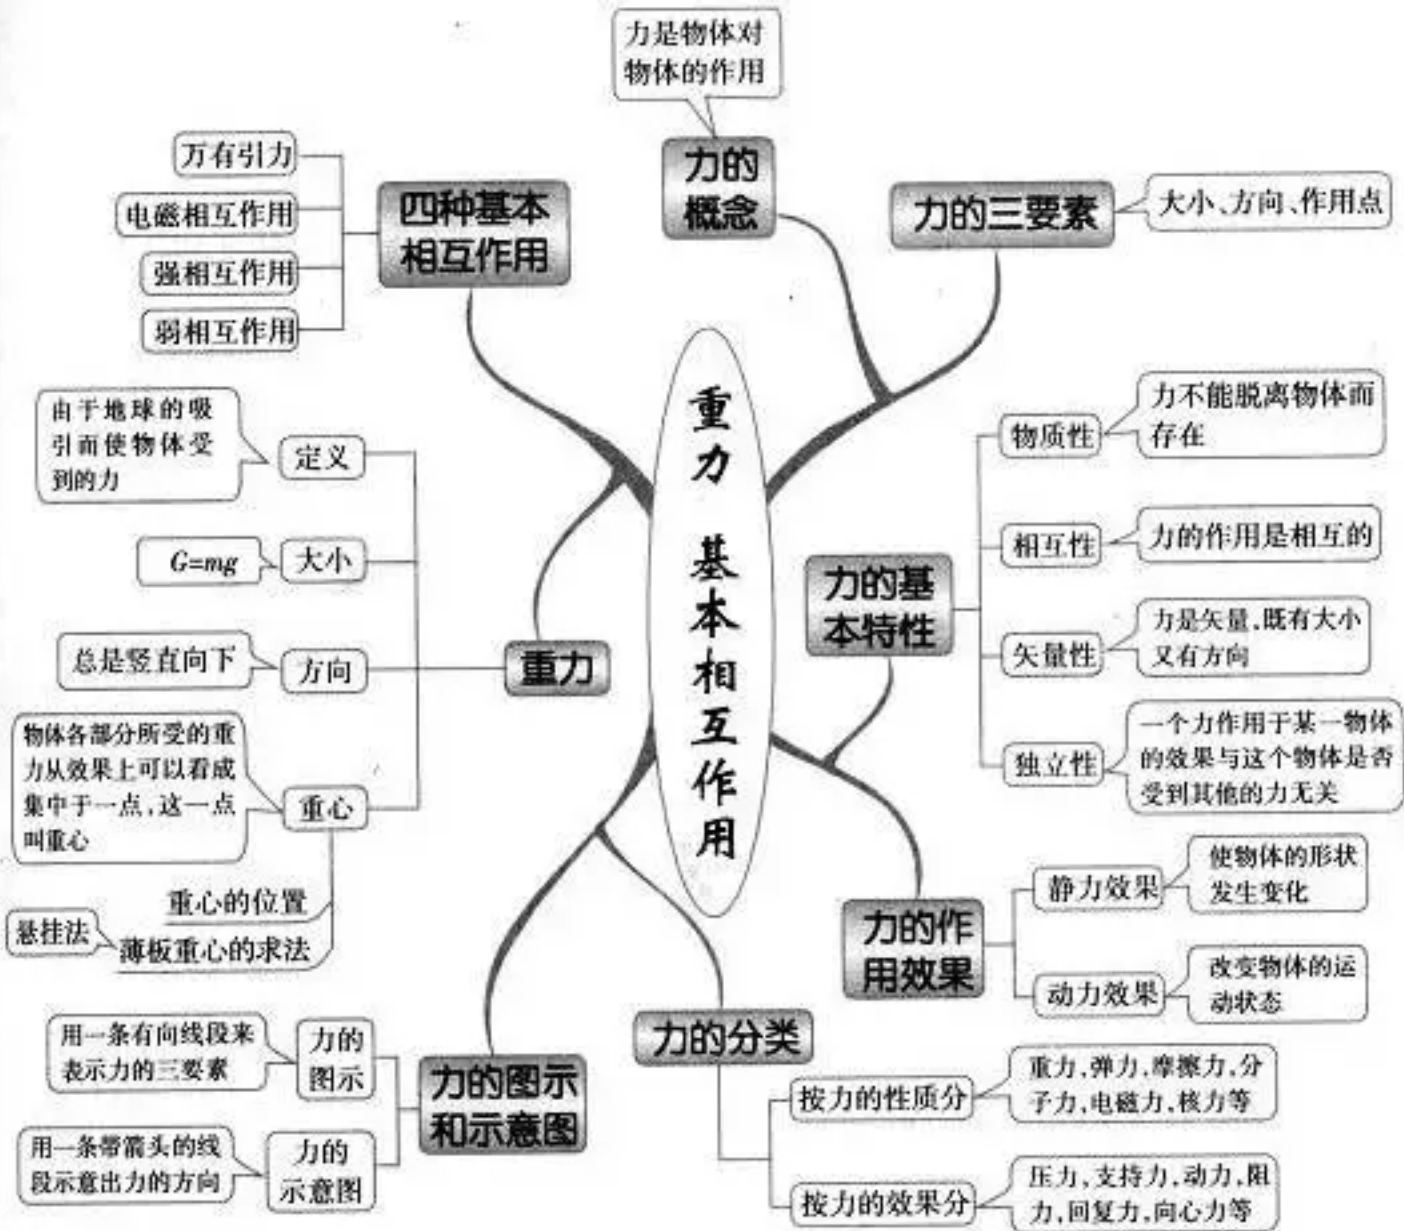 重力 基本相互作用
力是物体对
物体的作用
力的
概念
力的三要素
大小、方向、作用点
四种基本
相互作用
万有引力
电磁相互作用
强相互作用
弱相互作用
由于地球的吸
引而使物体受
到的力
定义
G=mg
大小
总是竖直向下
方向
重力
物体各部分所受的重
力从效果上可以看成
集中于一点,这一点
叫重心
重心
重心的位置
悬挂法
薄板重心的求法
力的基
本特性
物质性
力不能脱离物体而
存在
相互性
力的作用是相互的
矢量性
力是矢量,既有大小
又有方向
独立性
一个力作用于某一物体
的效果与这个物体是否
受到其他的力无关
力的作
用效果
静力效果
使物体的形状
发生变化
动力效果
改变物体的运
动状态
力的分类
按力的性质分
重力,弹力,摩擦力,分
子力,电磁力,核力等
按力的效果分
压力,支持力,动力,阻
力,回复力,向心力等
力的图示
和示意图
力的
图示
用一条有向线段来
表示力的三要素
力的
示意图
用一条带箭头的线
段示意出力的方向